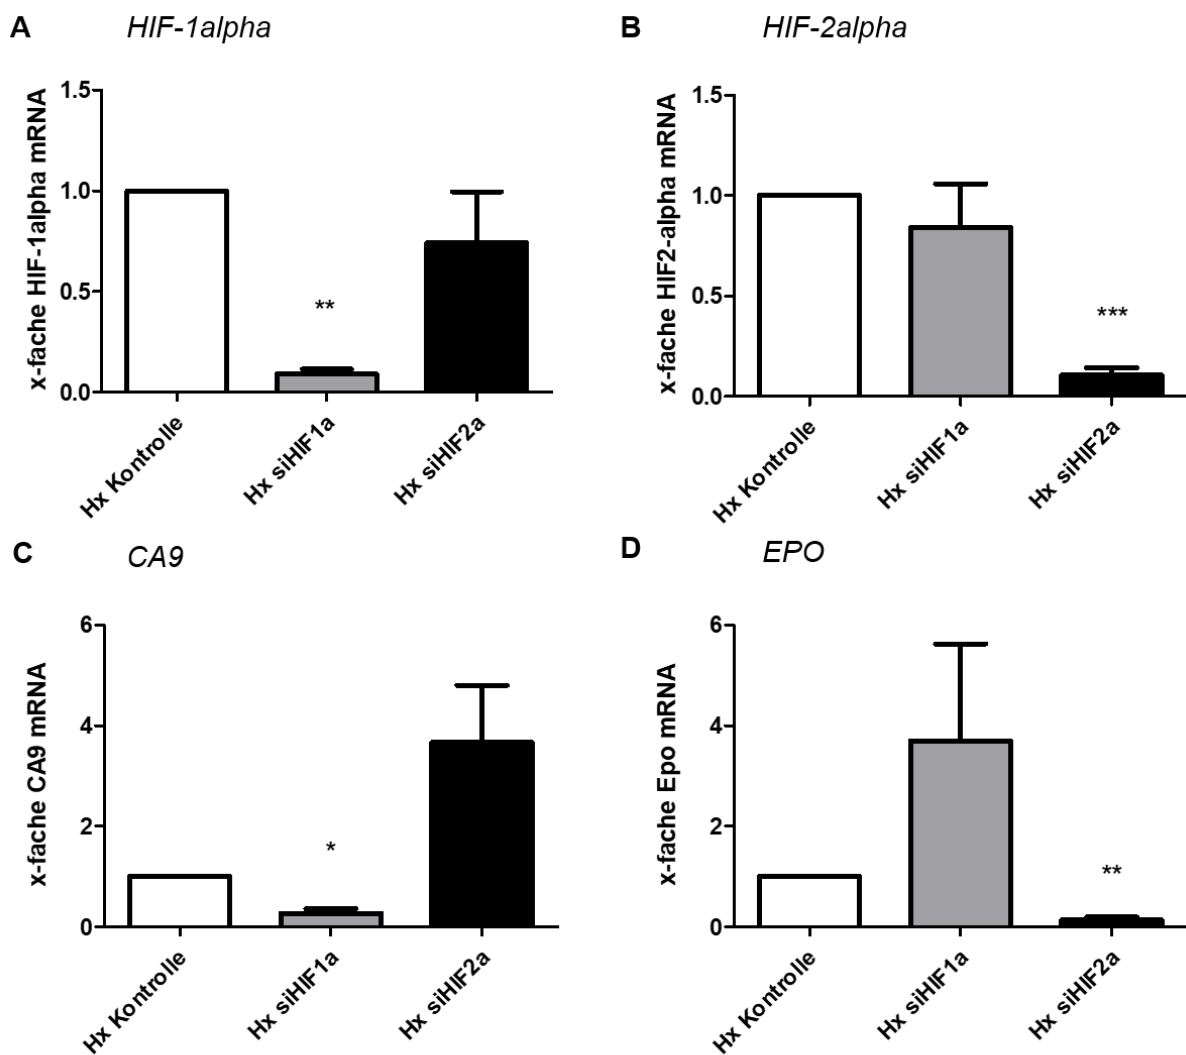 A HIF-1alpha
x-fache HIF-1alpha mRNA
1.5
1.0
0.5
0.0
**
Hx Kontrolle
Hx siHIF1a
Hx siHIF2a
B HIF-2alpha
x-fache HIF2-alpha mRNA
1.5
1.0
0.5
0.0
***
Hx Kontrolle
Hx siHIF1a
Hx siHIF2a
C CA9
x-fache CA9 mRNA
6
4
2
0
*
Hx Kontrolle
Hx siHIF1a
Hx siHIF2a
D EPO
x-fache Epo mRNA
6
4
2
0
**
Hx Kontrolle
Hx siHIF1a
Hx siHIF2a